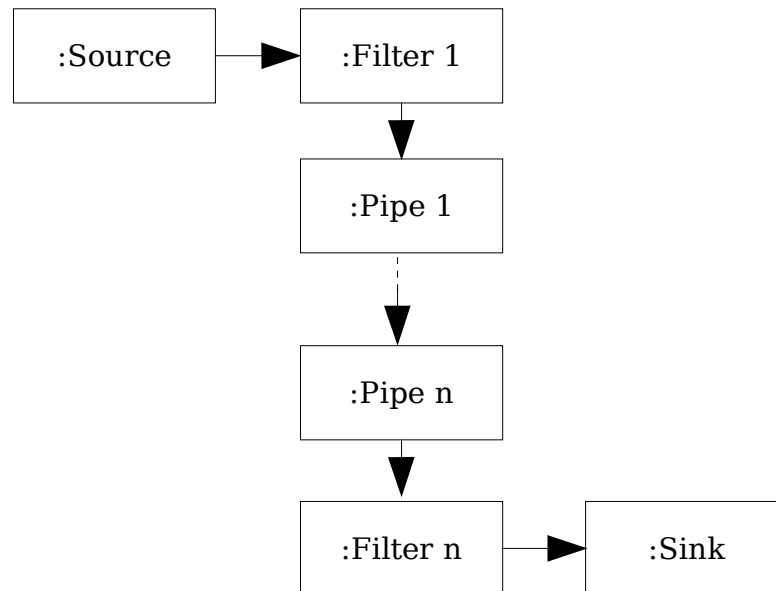 :Source
:Filter 1
:Pipe 1
:Pipe n
:Filter n
:Sink